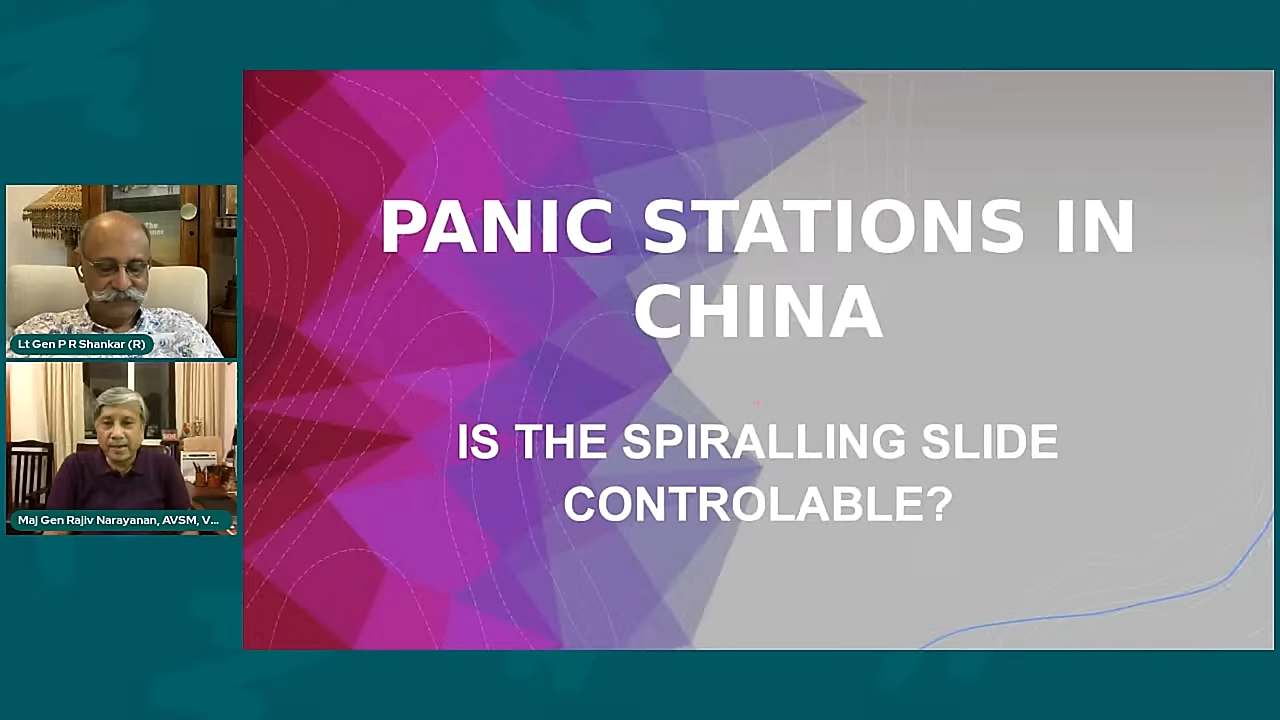 PANIC STATIONS IN
CHINA
IS THE SPIRALLING SLIDE
CONTROLABLE?
Lt Gen P R Shankar (R)
Maj Gen Rajiv Narayanan, AVSM, V...